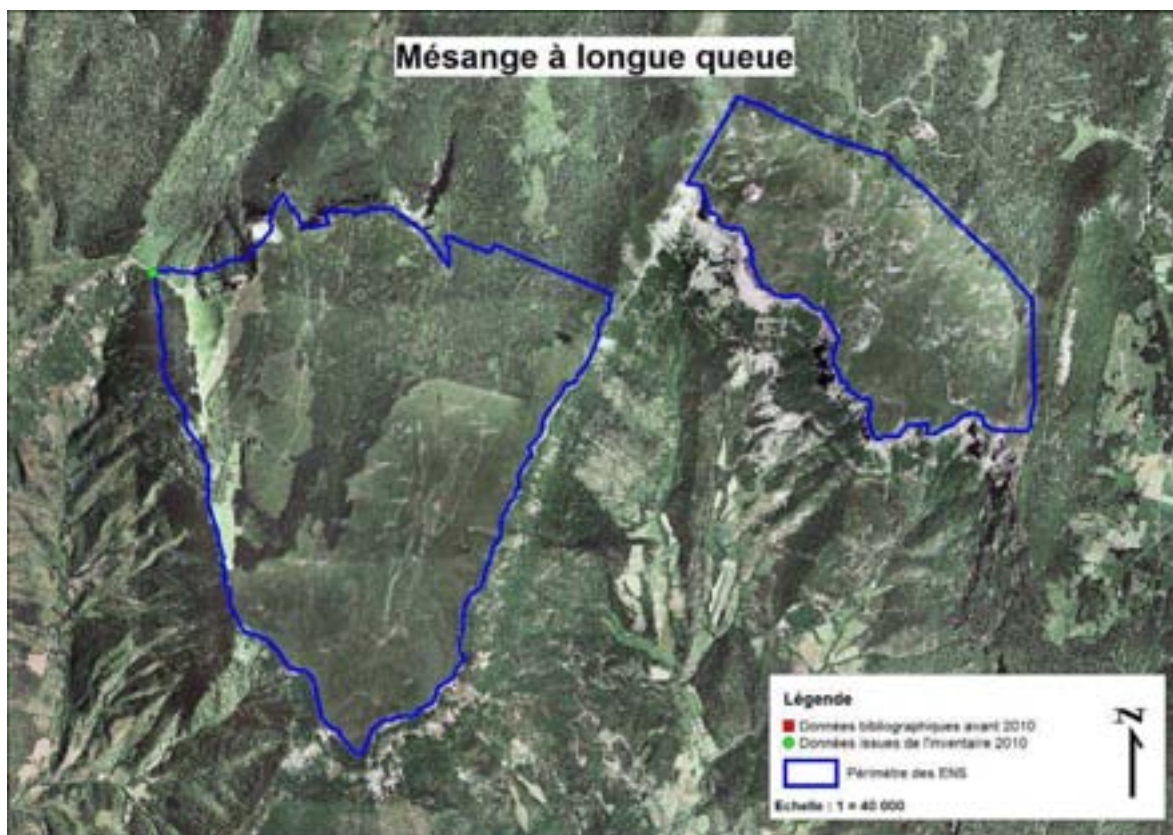 Mésange à longue queue
Légende
Données bibliographiques avant 2010
Données issues de l'inventaire 2010
Périmètre des ENS
Echelle : 1 = 40 000
N